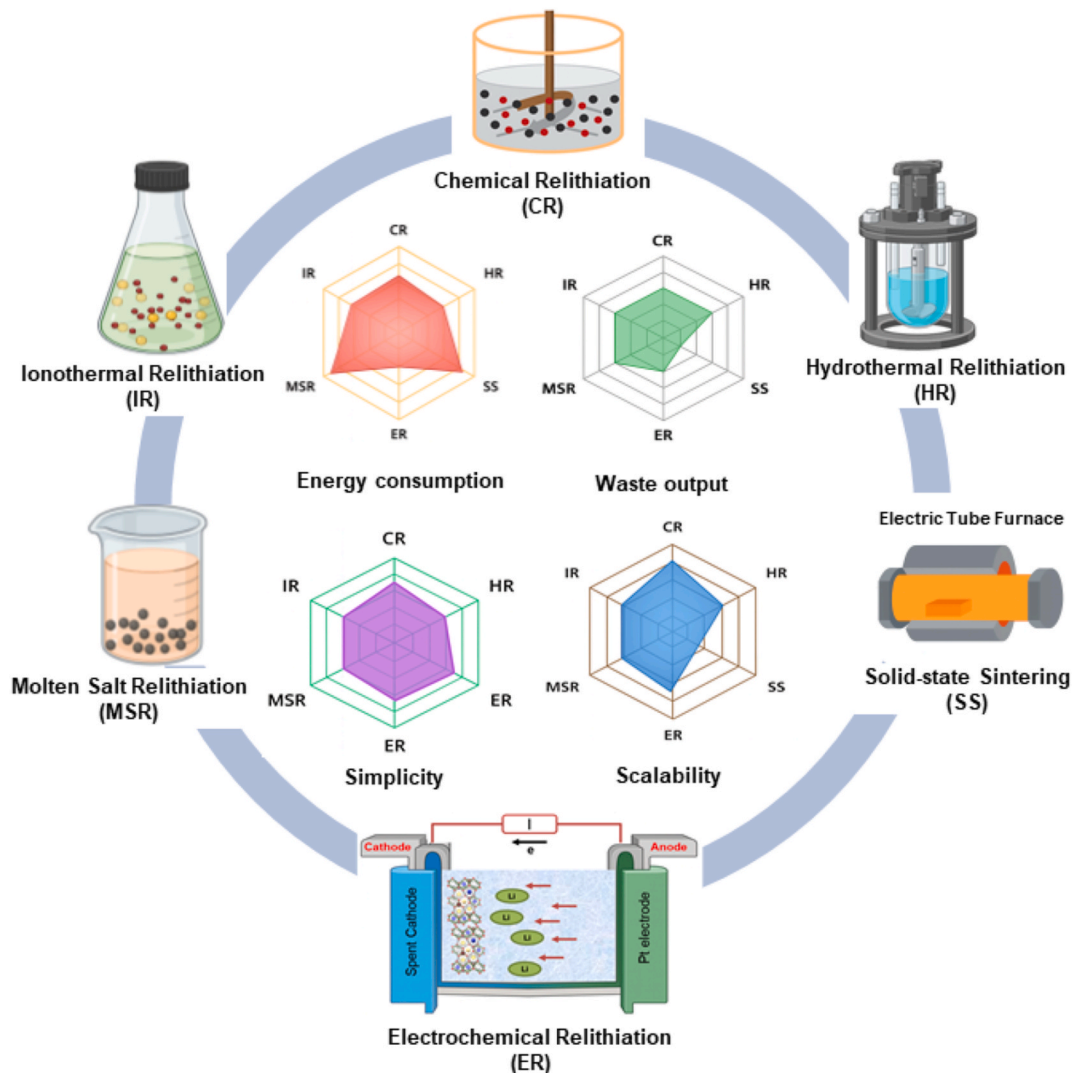 Chemical Relithiation
(CR)
Ionothermal Relithiation
(IR)
Hydrothermal Relithiation
(HR)
CR
IR
HR
MSR
SS
ER
Energy consumption
CR
IR
HR
MSR
SS
ER
Waste output
Molten Salt Relithiation
(MSR)
Electric Tube Furnace
Solid-state Sintering
(SS)
CR
IR
HR
MSR
ER
ER
Simplicity
CR
IR
HR
MSR
SS
ER
Scalability
I
e
Cathode
Anode
Spent Cathode
Li
Li
Li
Li
Pt electrode
Electrochemical Relithiation
(ER)